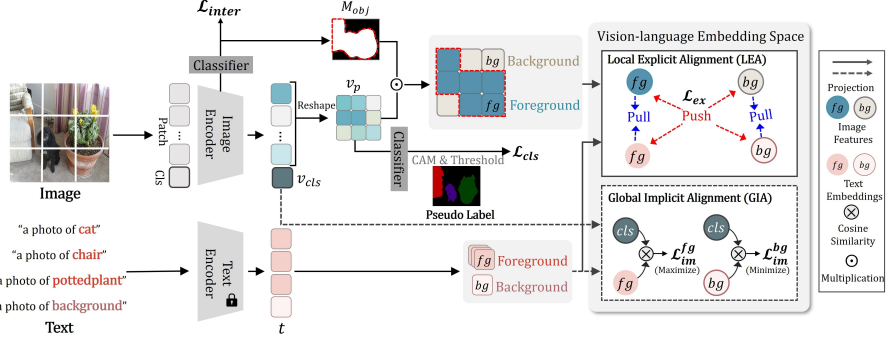 ℒ_inter
M_obj
Classifier
Image
Patch
...
Cls
Image
Encoder
...
v_cls
Reshape
v_p
Classifier
CAM & Threshold
ℒ_cls
Pseudo Label
bg
Background
fg
Foreground
"a photo of cat"
"a photo of chair"
a photo of pottedplant"
a photo of background"
Text
Text
Encoder
t
fg
Foreground
bg
Background
Vision-language Embedding Space
Local Explicit Alignment (LEA)
fg
bg
ℒ_ex
Pull
Push
Pull
fg
bg
Global Implicit Alignment (GIA)
cls
cls
ℒ_im^fg
(Maximize)
ℒ_im^bg
(Minimize)
fg
bg
Projection
fg
bg
Image
Features
fg
bg
Text
Embeddings
Cosine
Similarity
Multiplication